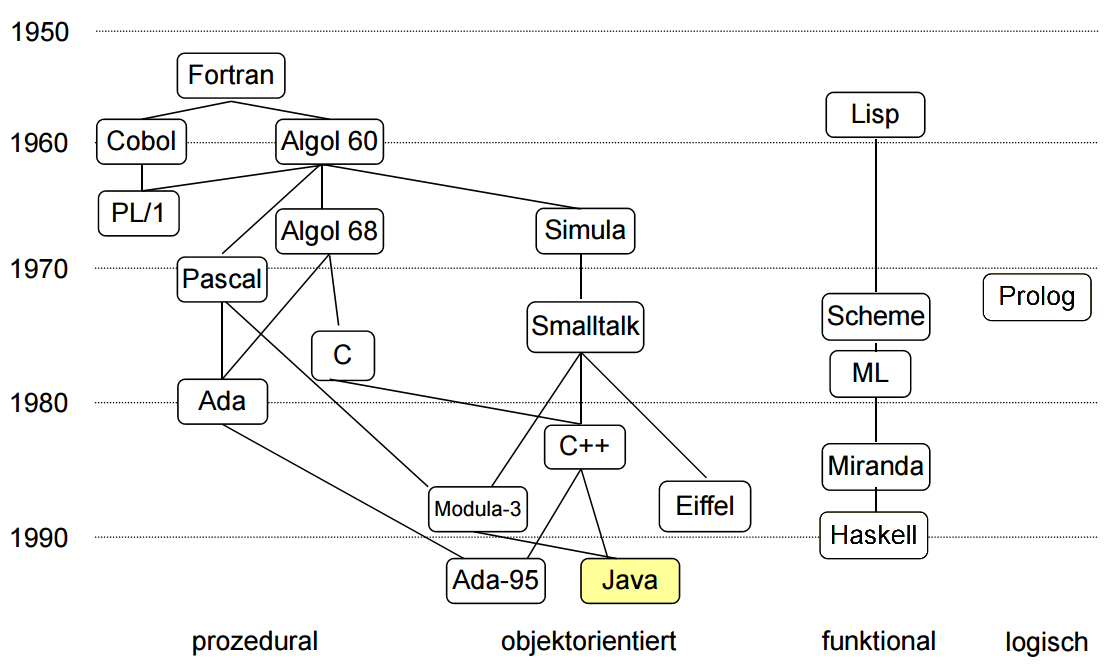 1950
Fortran
Lisp
1960
Cobol
Algol 60
PL/1
Algol 68
Simula
1970
Pascal
Prolog
Smalltalk
Scheme
C
ML
1980
Ada
C++
Miranda
Modula-3
Eiffel
1990
Haskell
Ada-95
Java
prozedural
objektorientiert
funktional
logisch